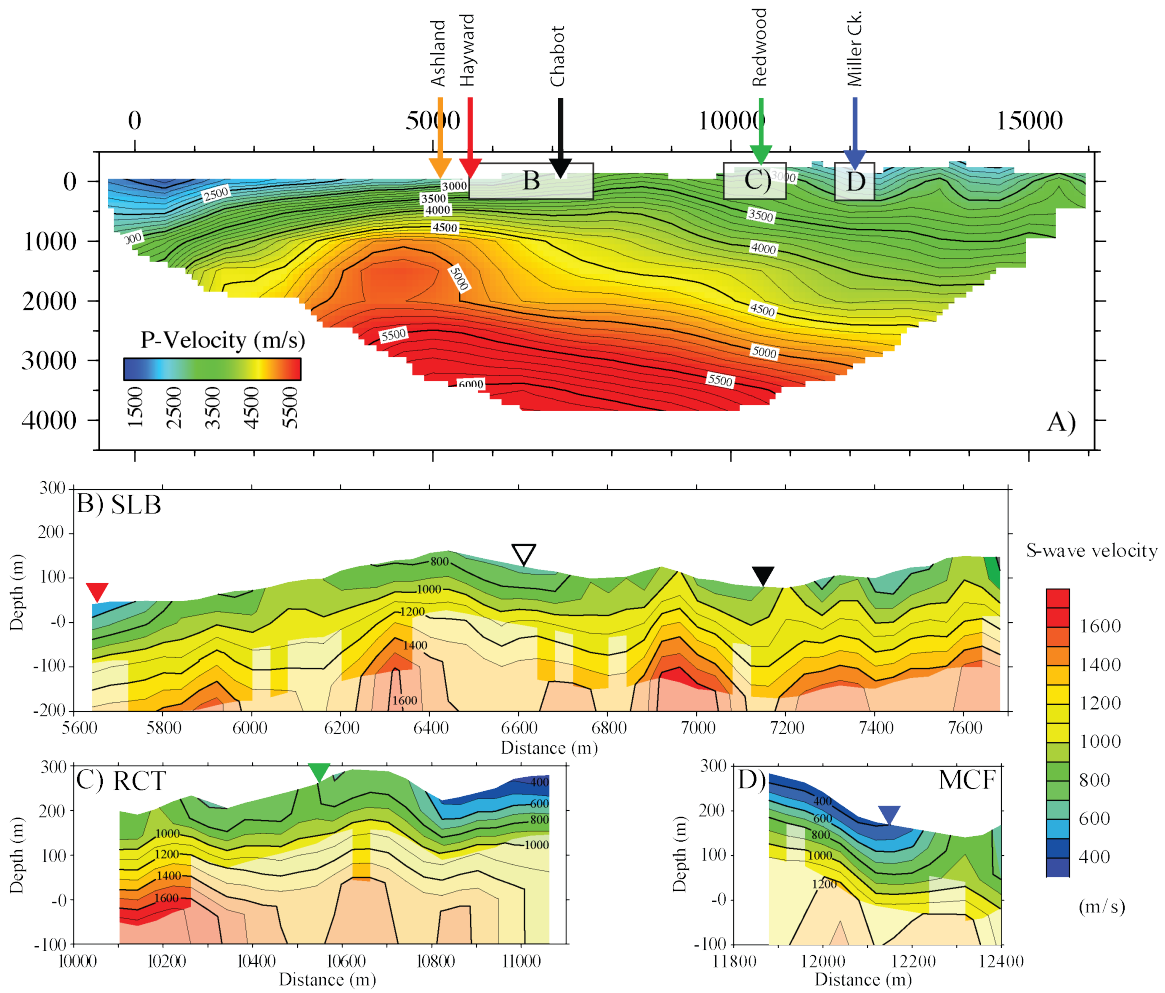 Ashland
Hayward
Chabot
Redwood
Miller Ck.
0 5000 10000 15000
0
1000
2000
3000
4000
B
C)
D
2500
3000
3500
4000
4500
5000
5500
6000
3000
3500
4000
4500
5000
5500
000
P-Velocity (m/s)
1500 2500 3500 4500 5500
A)
B) SLB
300
200
100
-0
-100
-200
Depth (m)
800
1000
1200
1400
1600
5600 5800 6000 6200 6400 6600 6800 7000 7200 7400 7600
Distance (m)
S-wave velocity
1600
1400
1200
1000
800
600
400
(m/s)
C) RCT
300
200
100
-0
-100
Depth (m)
1000
1200
1400
1600
400
600
800
1000
10000 10200 10400 10600 10800 11000
Distance (m)
D) MCF
300
200
100
-0
-100
Depth (m)
400
600
800
1000
1200
11800 12000 12200 12400
Distance (m)